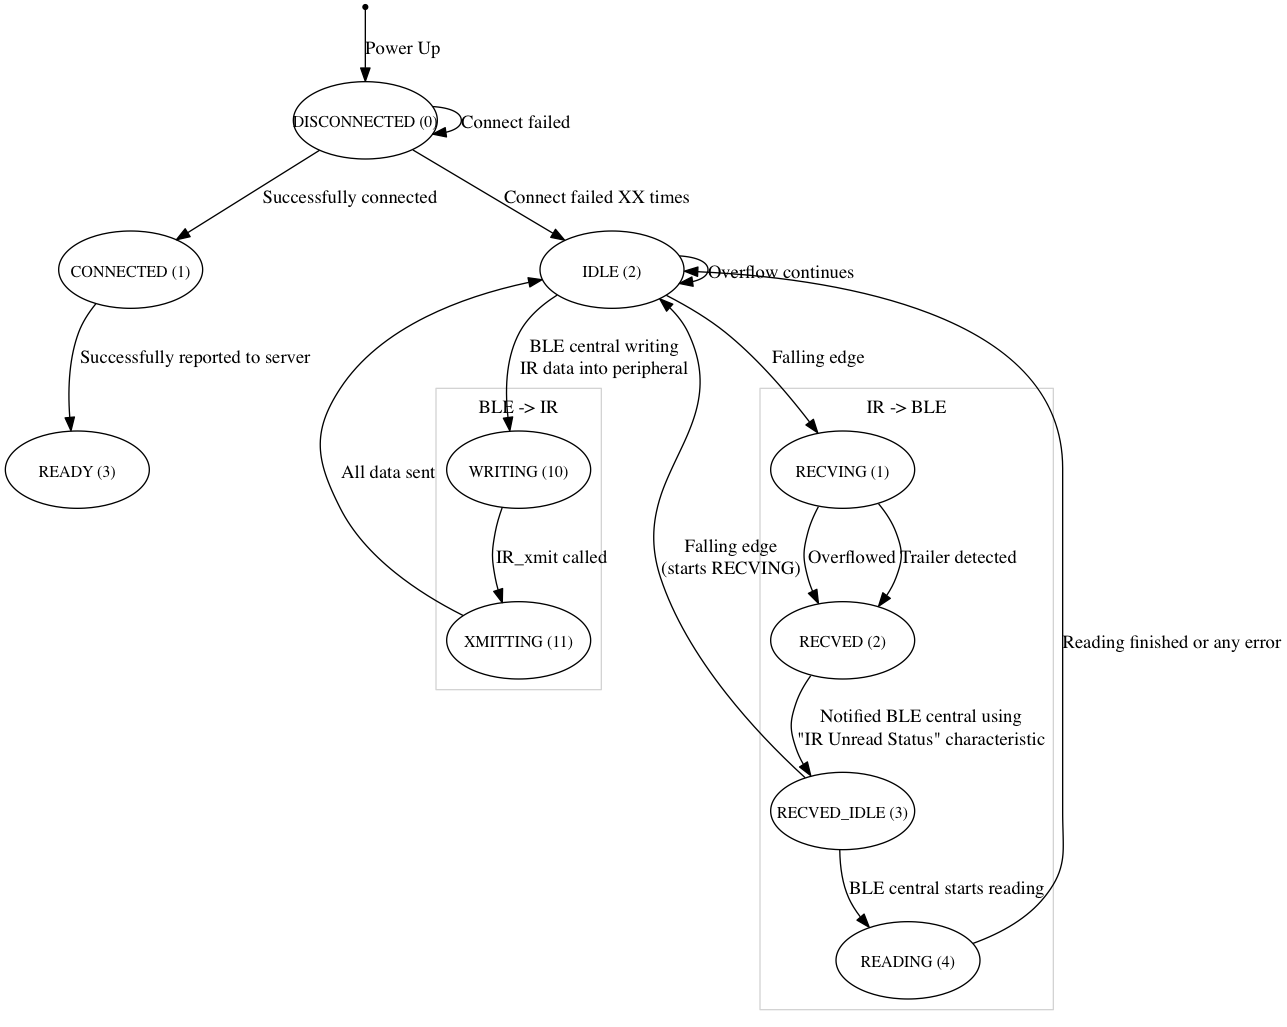 Power Up
DISCONNECTED (0)
Connect failed
Successfully connected
Connect failed XX times
CONNECTED (1)
IDLE (2)
Overflow continues
Successfully reported to server
BLE central writing
IR data into peripheral
Falling edge
BLE -> IR
IR -> BLE
READY (3)
All data sent
WRITING (10)
RECVING (1)
IR_xmit called
Falling edge
(starts RECVING)
Overflowed
Trailer detected
XMITTING (11)
RECVED (2)
Reading finished or any error
Notified BLE central using
"IR Unread Status" characteristic
RECVED_IDLE (3)
BLE central starts reading
READING (4)